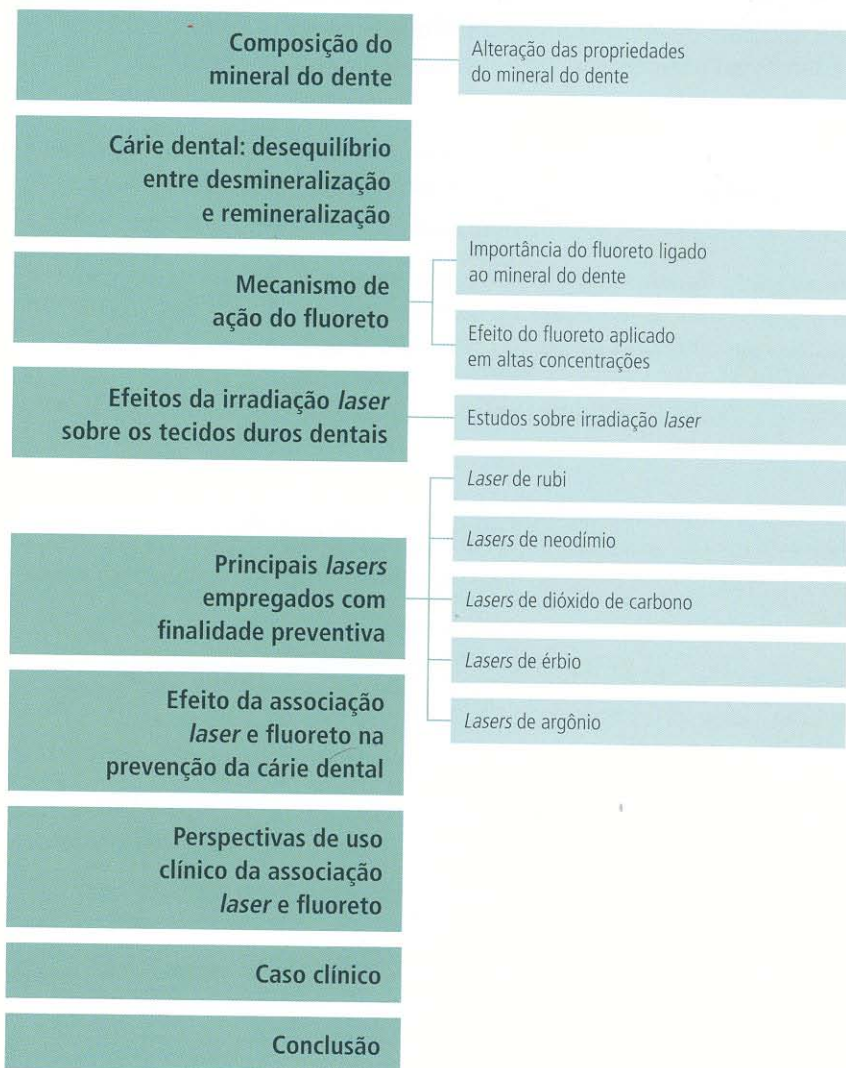 Composição do
mineral do dente
Alteração das propriedades
do mineral do dente
Cárie dental: desequilíbrio
entre desmineralização
e remineralização
Mecanismo de
ação do fluoreto
Importância do fluoreto ligado
ao mineral do dente
Efeito do fluoreto aplicado
em altas concentrações
Efeitos da irradiação laser
sobre os tecidos duros dentais
Estudos sobre irradiação laser
Principais lasers
empregados com
finalidade preventiva
Laser de rubi
Lasers de neodímio
Lasers de dióxido de carbono
Lasers de érbio
Lasers de argônio
Efeito da associação
laser e fluoreto na
prevenção da cárie dental
Perspectivas de uso
clínico da associação
laser e fluoreto
Caso clínico
Conclusão